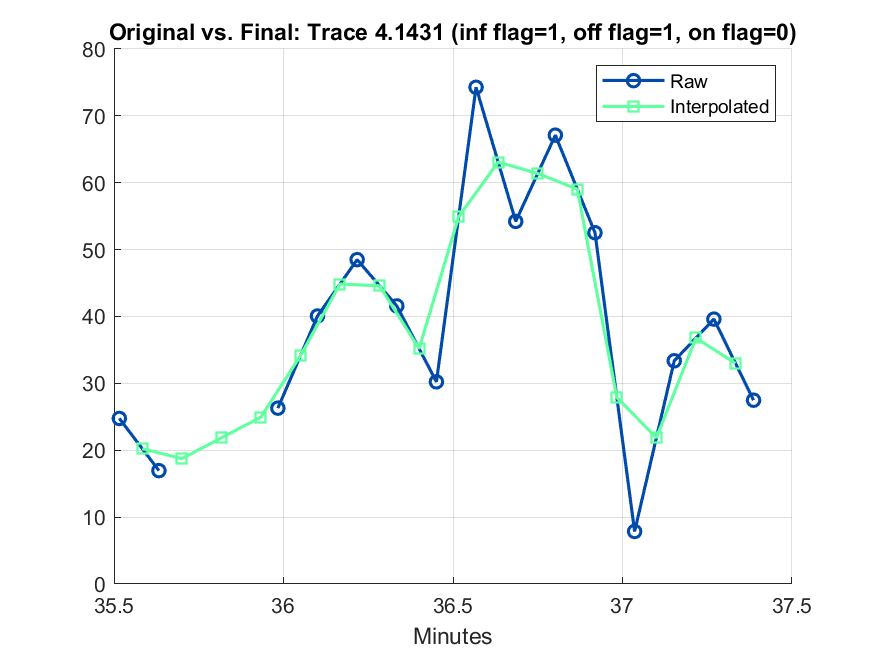 Original vs. Final: Trace 4.1431 (inf flag=1, off flag=1, on flag=0)
80
70
60
50
40
30
20
10
0
Raw
Interpolated
35.5 36 36.5 37 37.5
Minutes